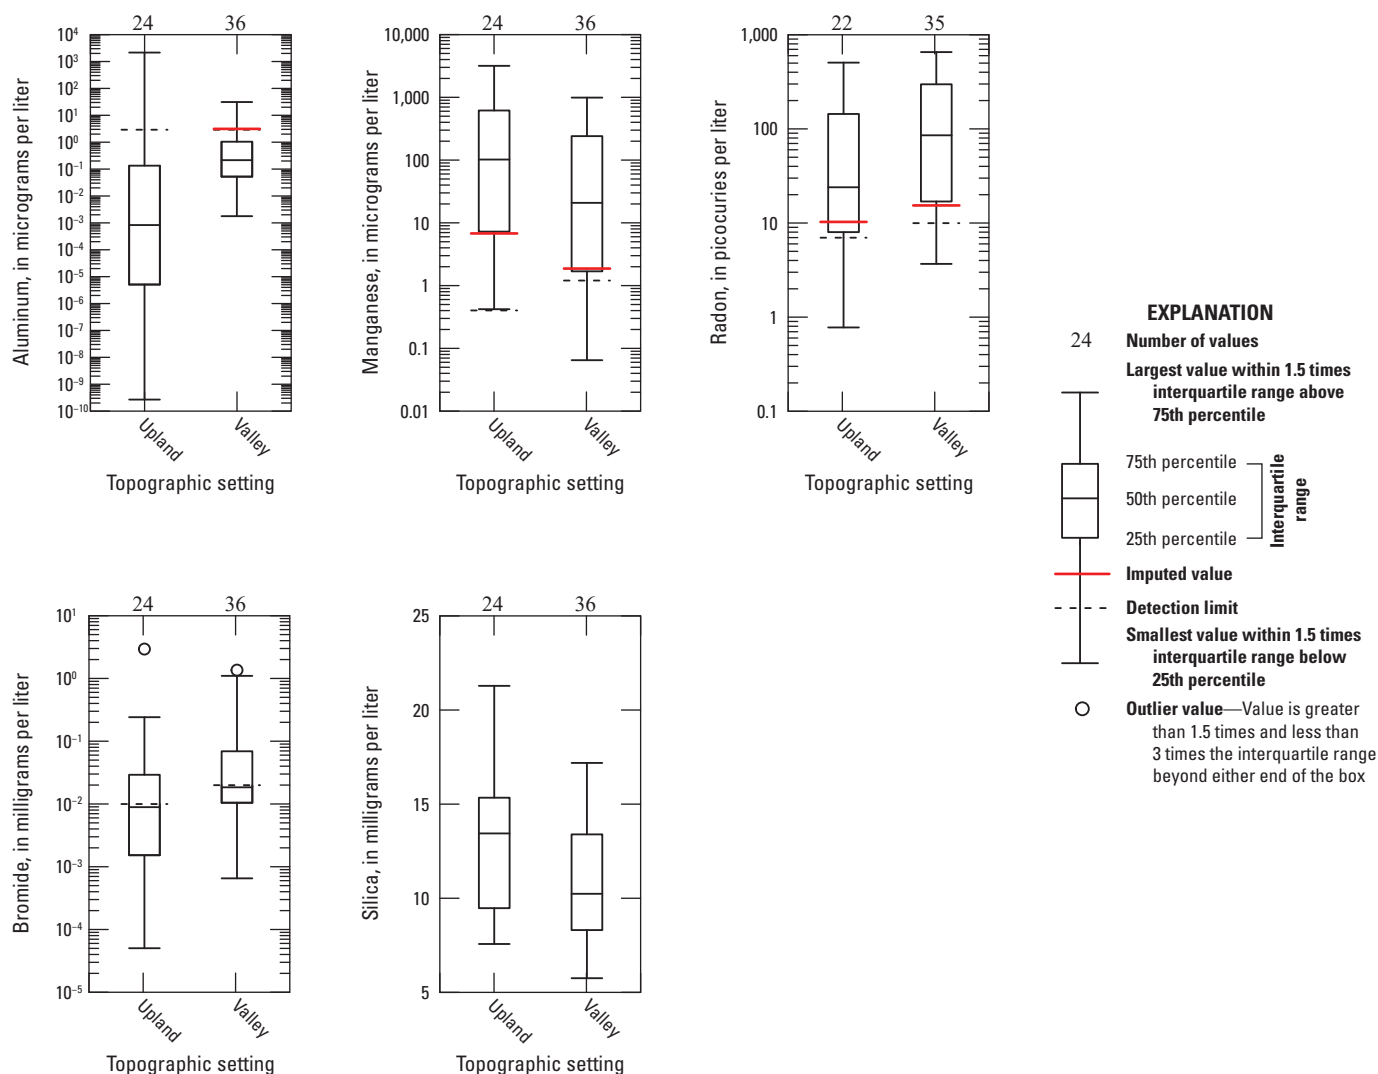 24 36
10⁴
10³
10²
10¹
10⁰
10⁻¹
10⁻²
10⁻³
10⁻⁴
10⁻⁵
10⁻⁶
10⁻⁷
10⁻⁸
10⁻⁹
10⁻¹⁰
Aluminum, in micrograms per liter
Upland
Valley
Topographic setting
24 36
10,000
1,000
100
10
1
0.1
0.01
Manganese, in micrograms per liter
Upland
Valley
Topographic setting
22 35
1,000
100
10
1
0.1
Radon, in picocuries per liter
Upland
Valley
Topographic setting
24 36
10¹
10⁰
10⁻¹
10⁻²
10⁻³
10⁻⁴
10⁻⁵
Bromide, in milligrams per liter
Upland
Valley
Topographic setting
24 36
25
20
15
10
5
Silica, in milligrams per liter
Upland
Valley
Topographic setting
EXPLANATION
24 Number of values
Largest value within 1.5 times
interquartile range above
75th percentile
75th percentile
50th percentile
25th percentile
Interquartile
range
Imputed value
Detection limit
Smallest value within 1.5 times
interquartile range below
25th percentile
Outlier value—Value is greater
than 1.5 times and less than
3 times the interquartile range
beyond either end of the box